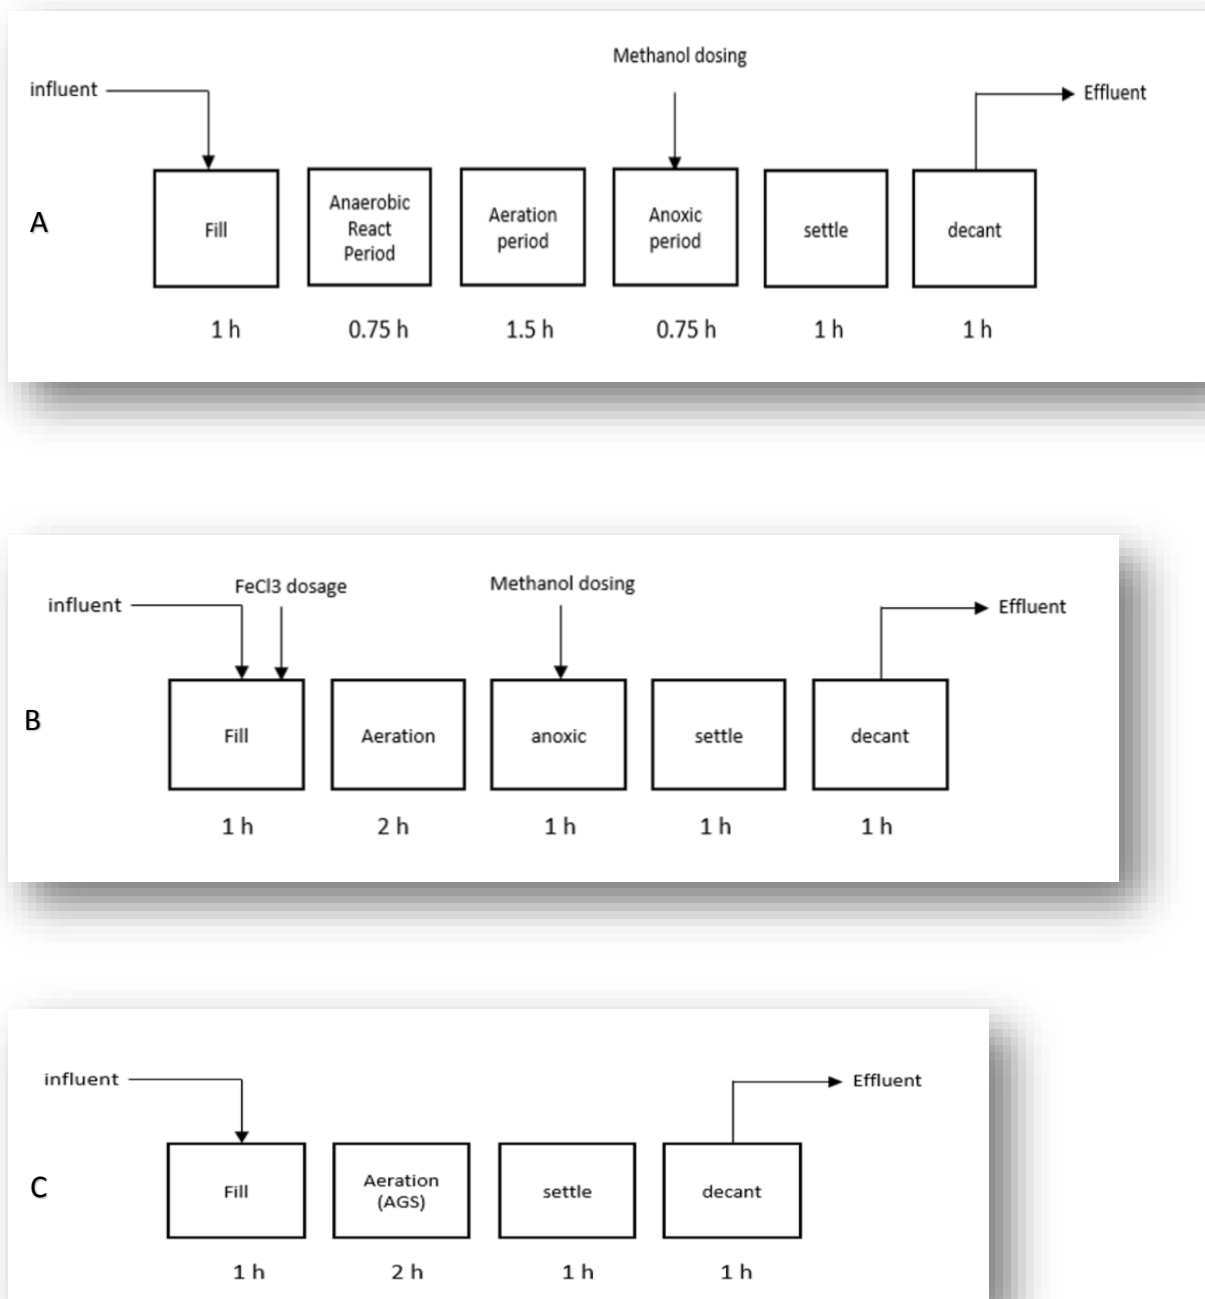 Methanol dosing
influent
Effluent
A
Fill
Anaerobic
React
Period
Aeration
period
Anoxic
period
settle
decant
1 h
0.75 h
1.5 h
0.75 h
1 h
1 h
FeCl3 dosage
Methanol dosing
influent
Effluent
B
Fill
Aeration
anoxic
settle
decant
1 h
2 h
1 h
1 h
1 h
influent
Effluent
C
Fill
Aeration
(AGS)
settle
decant
1 h
2 h
1 h
1 h